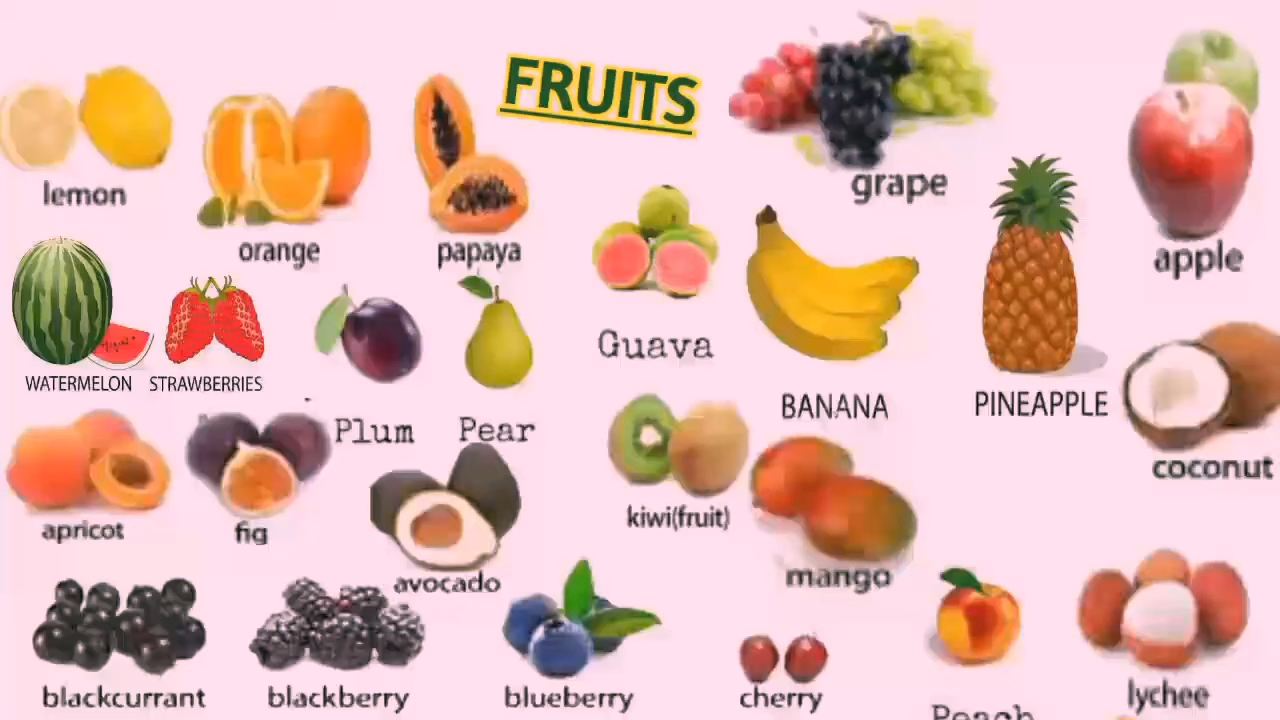 FRUITS
lemon
orange
papaya
grape
apple
WATERMELON
STRAWBERRIES
Plum
Pear
Guava
BANANA
PINEAPPLE
coconut
apricot
fig
avocado
kiwi(fruit)
mango
blackcurrant
blackberry
blueberry
cherry
Peach
lychee